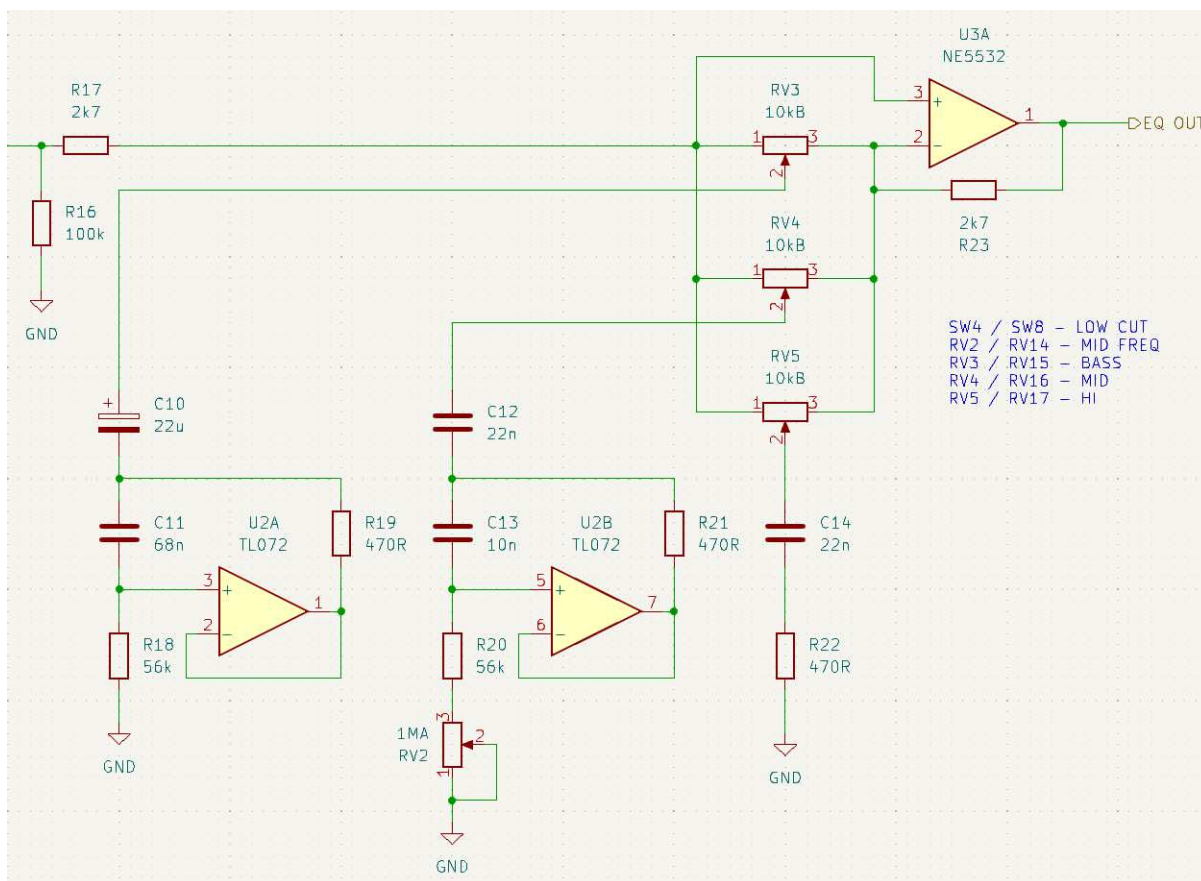 U3A
NE5532
R17
2k7
RV3
10kB
3
+
1
2
-
EQ OUT
1
3
2
R16
100k
2k7
R23
RV4
10kB
1
3
2
GND
SW4 / SW8 - LOW CUT
RV2 / RV14 - MID FREQ
RV3 / RV15 - BASS
RV4 / RV16 - MID
RV5 / RV17 - HI
RV5
10kB
1
3
2
+
C10
22u
C12
22n
C11
68n
U2A
TL072
R19
470R
C13
10n
U2B
TL072
R21
470R
C14
22n
3
+
1
2
-
5
+
7
6
-
R18
56k
R20
56k
R22
470R
1MA
RV2
3
2
1
GND
GND
GND